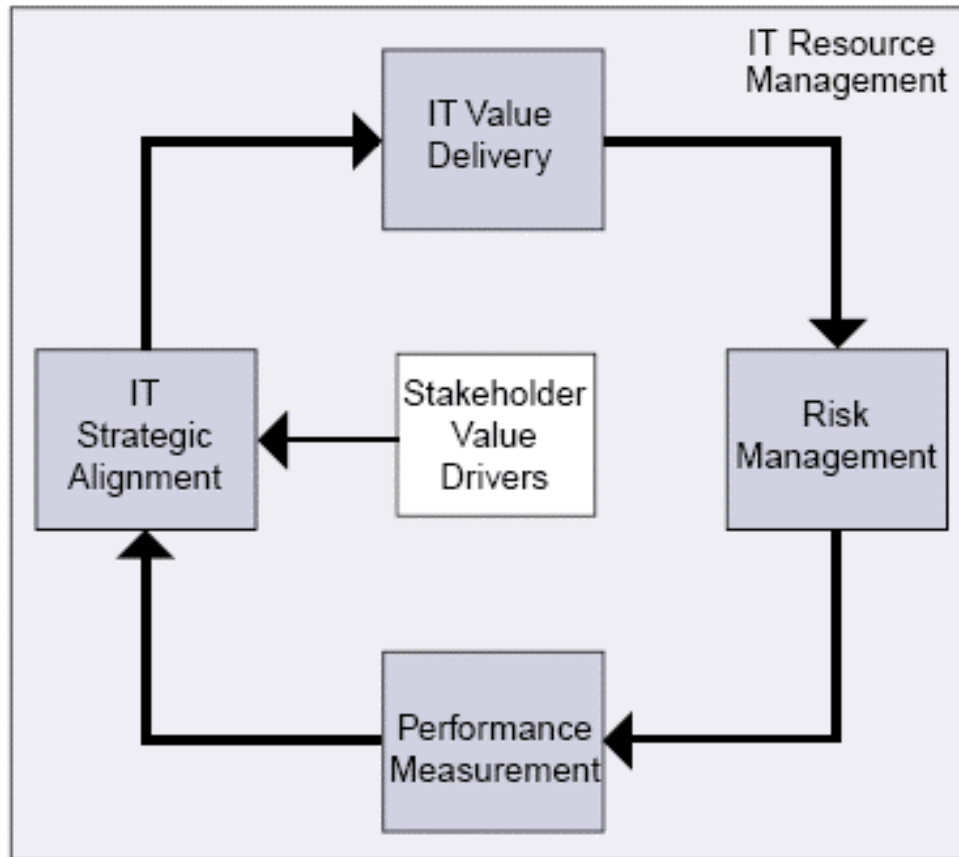 IT Resource
Management
IT Value
Delivery
IT
Strategic
Alignment
Stakeholder
Value
Drivers
Risk
Management
Performance
Measurement